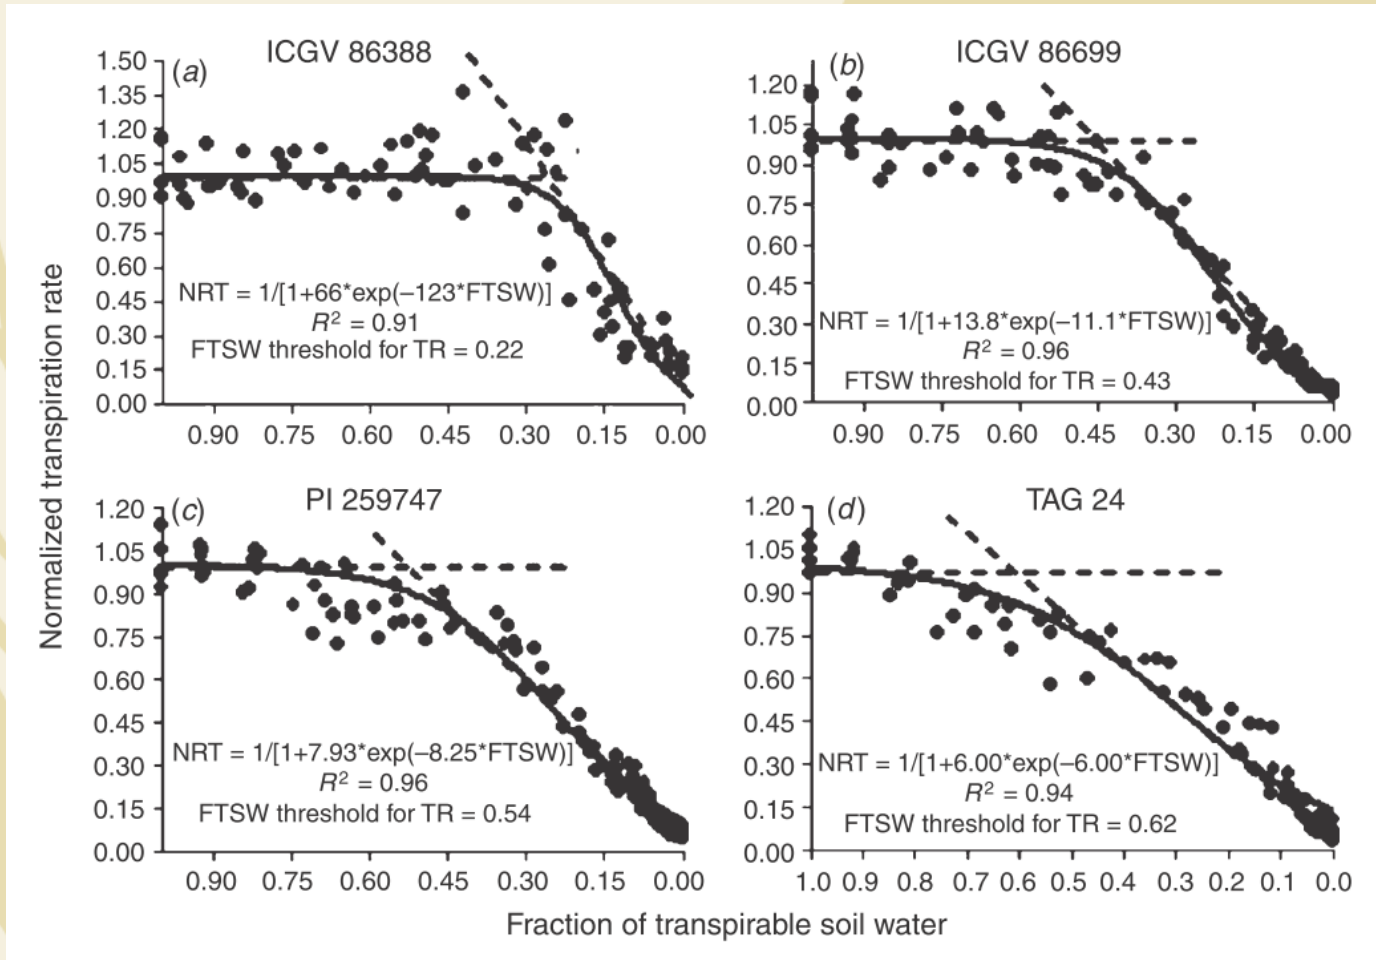 Normalized transpiration rate
ICGV 86388
(a)
1.50
1.35
1.20
1.05
0.90
0.75
0.60
0.45
0.30
0.15
0.00
NRT = 1/[1+66*exp(–123*FTSW)]
R² = 0.91
FTSW threshold for TR = 0.22
0.90 0.75 0.60 0.45 0.30 0.15 0.00
ICGV 86699
(b)
1.20
1.05
0.90
0.75
0.60
0.45
0.30
0.15
0.00
NRT = 1/[1+13.8*exp(–11.1*FTSW)]
R² = 0.96
FTSW threshold for TR = 0.43
0.90 0.75 0.60 0.45 0.30 0.15 0.00
PI 259747
(c)
1.20
1.05
0.90
0.75
0.60
0.45
0.30
0.15
0.00
NRT = 1/[1+7.93*exp(–8.25*FTSW)]
R² = 0.96
FTSW threshold for TR = 0.54
0.90 0.75 0.60 0.45 0.30 0.15 0.00
TAG 24
(d)
1.20
1.05
0.90
0.75
0.60
0.45
0.30
0.15
0.00
NRT = 1/[1+6.00*exp(–6.00*FTSW)]
R² = 0.94
FTSW threshold for TR = 0.62
1.0 0.9 0.8 0.7 0.6 0.5 0.4 0.3 0.2 0.1 0.0
Fraction of transpirable soil water